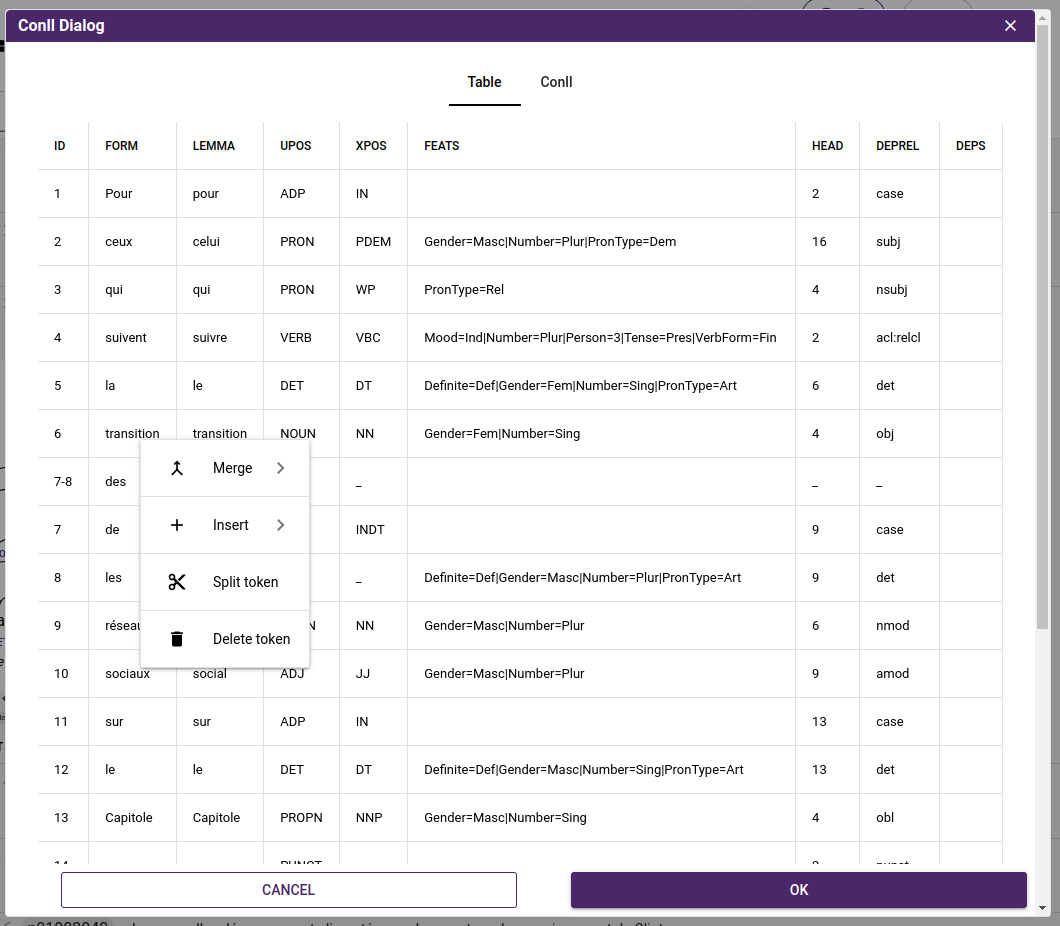 Conll Dialog
Table Conll
ID FORM LEMMA UPOS XPOS FEATS HEAD DEPREL DEPS
1 Pour pour ADP IN 2 case
2 ceux celui PRON PDEM Gender=Masc|Number=Plur|PronType=Dem 16 subj
3 qui qui PRON WP PronType=Rel 4 nsubj
4 suivent suivre VERB VBC Mood=Ind|Number=Plur|Person=3|Tense=Pres|VerbForm=Fin 2 acl:relcl
5 la le DET DT Definite=Def|Gender=Fem|Number=Sing|PronType=Art 6 det
6 transition transition NOUN NN Gender=Fem|Number=Sing 4 obj
Merge
7-8 des _ _ _
Insert
7 de INDT 9 case
8 les _ Definite=Def|Gender=Masc|Number=Plur|PronType=Art 9 det
Split token
9 réseau N NN Gender=Masc|Number=Plur 6 nmod
Delete token
10 sociaux social ADJ JJ Gender=Masc|Number=Plur 9 amod
11 sur sur ADP IN 13 case
12 le le DET DT Definite=Def|Gender=Masc|Number=Sing|PronType=Art 13 det
13 Capitole Capitole PROPN NNP Gender=Masc|Number=Sing 4 obl
14 PUNCT punct
CANCEL OK